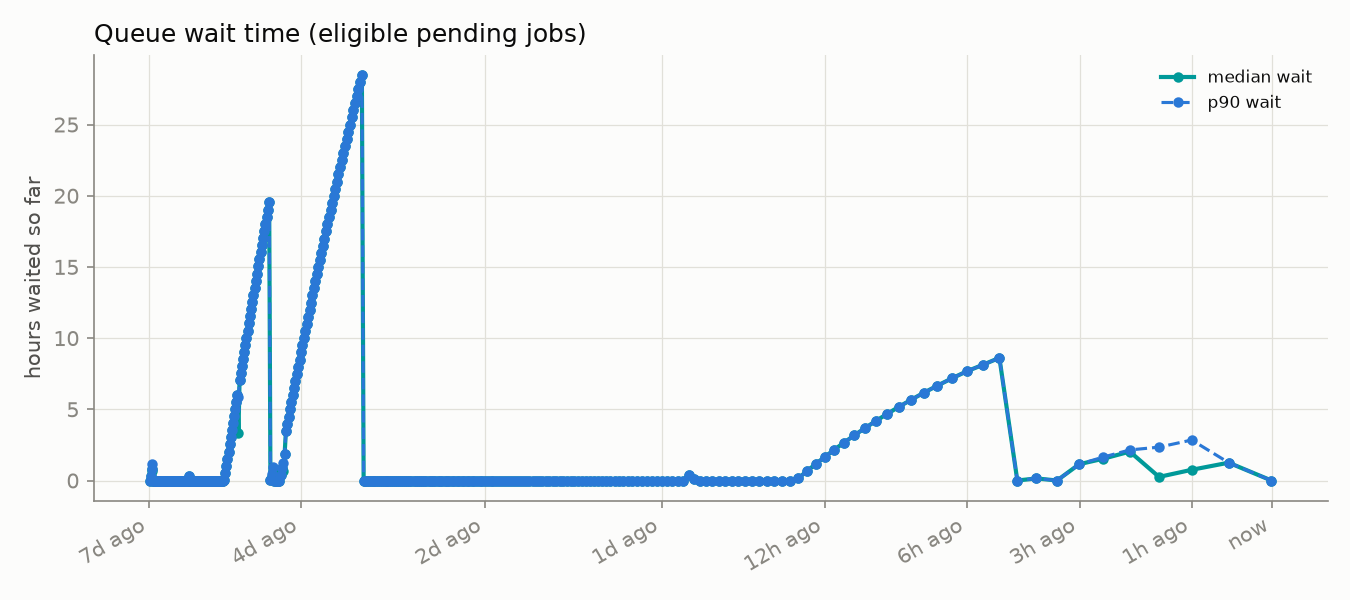 Queue wait time (eligible pending jobs)
median wait
p90 wait
hours waited so far
25
20
15
10
5
0
7d ago
4d ago
2d ago
1d ago
12h ago
6h ago
3h ago
1h ago
now